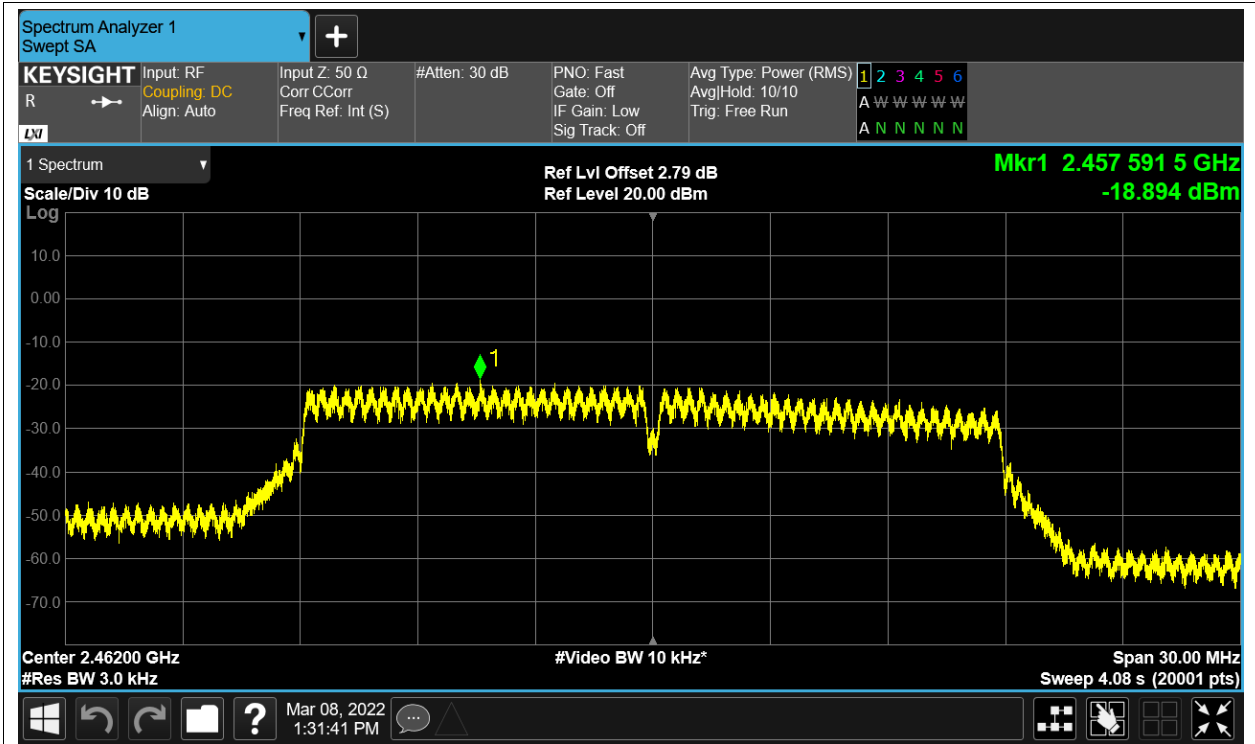 Spectrum Analyzer 1
Swept SA
KEYSIGHT
R
LXI
Input: RF
Coupling: DC
Align: Auto
Input Z: 50 Ω
Corr CCorr
Freq Ref: Int (S)
#Atten: 30 dB
PNO: Fast
Gate: Off
IF Gain: Low
Sig Track: Off
Avg Type: Power (RMS)
Avg|Hold: 10/10
Trig: Free Run
1 2 3 4 5 6
A W W W W W
A N N N N N
1 Spectrum
Scale/Div 10 dB
Log
Ref Lvl Offset 2.79 dB
Ref Level 20.00 dBm
Mkr1 2.457 591 5 GHz
-18.894 dBm
10.0
0.00
-10.0
-20.0
-30.0
-40.0
-50.0
-60.0
-70.0
1
Center 2.46200 GHz
#Res BW 3.0 kHz
#Video BW 10 kHz*
Span 30.00 MHz
Sweep 4.08 s (20001 pts)
?
Mar 08, 2022
1:31:41 PM